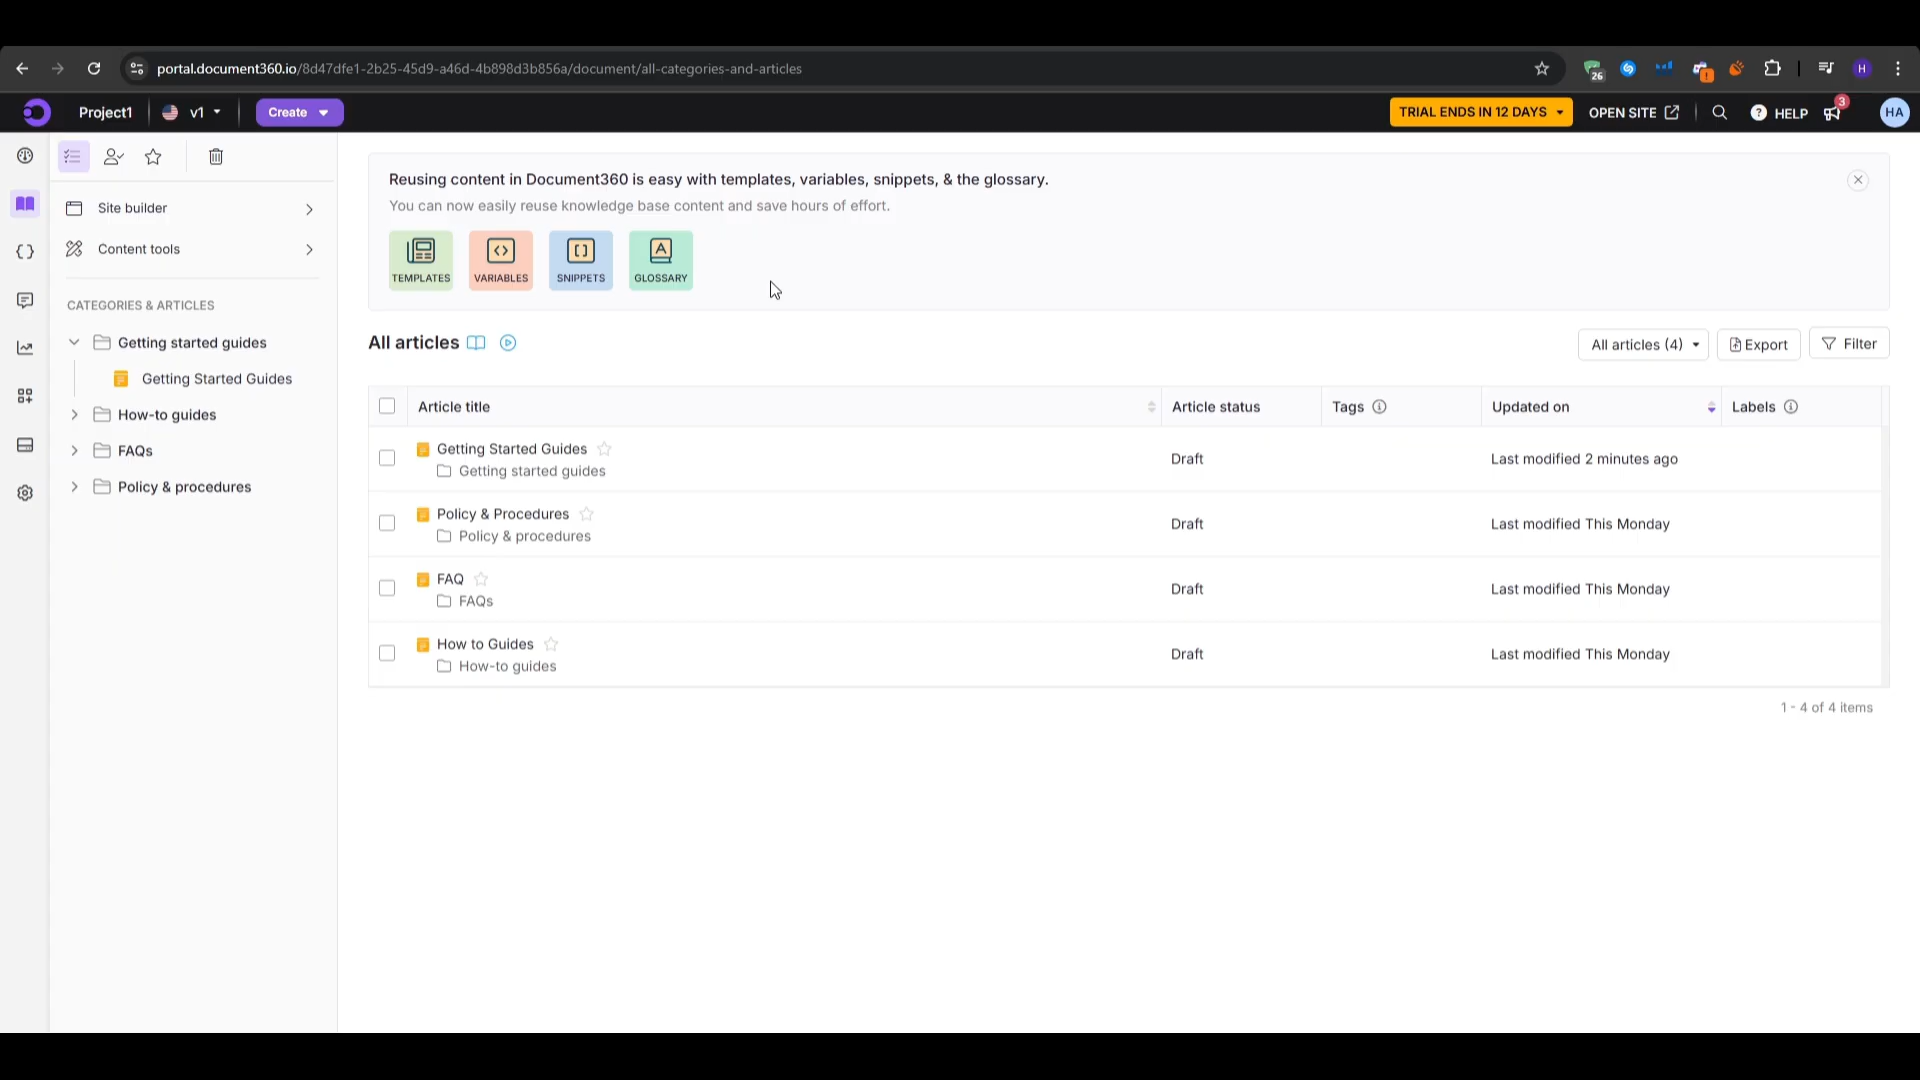 portal.document360.io/8d47dfe1-2b25-45d9-a46d-4b898d3b856a/document/all-categories-and-articles
26
!
H
Project1
v1
Create
TRIAL ENDS IN 12 DAYS
OPEN SITE
? HELP
3
HA
Site builder
Content tools
CATEGORIES & ARTICLES
Getting started guides
Getting Started Guides
How-to guides
FAQs
Policy & procedures
Reusing content in Document360 is easy with templates, variables, snippets, & the glossary.
You can now easily reuse knowledge base content and save hours of effort.
TEMPLATES
VARIABLES
SNIPPETS
A
GLOSSARY
All articles
All articles (4)
Export
Filter
Article title
Article status
Tags
Updated on
Labels
Getting Started Guides
Getting started guides
Draft
Last modified 2 minutes ago
Policy & Procedures
Policy & procedures
Draft
Last modified This Monday
FAQ
FAQs
Draft
Last modified This Monday
How to Guides
How-to guides
Draft
Last modified This Monday
1 - 4 of 4 items